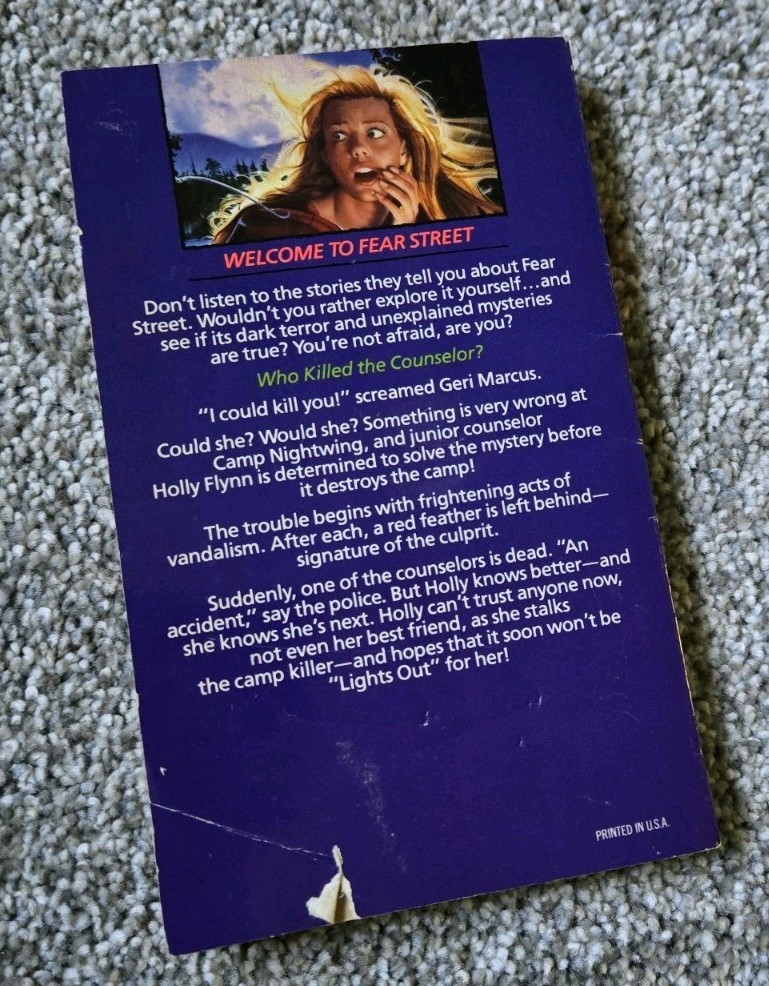 WELCOME TO FEAR STREET
Don't listen to the stories they tell you about Fear
Street. Wouldn't you rather explore it yourself...and
see if its dark terror and unexplained mysteries
are true? You're not afraid, are you?
Who Killed the Counselor?
"I could kill you!" screamed Geri Marcus.
Could she? Would she? Something is very wrong at
Camp Nightwing, and junior counselor
Holly Flynn is determined to solve the mystery before
it destroys the camp!
The trouble begins with frightening acts of
vandalism. After each, a red feather is left behind—
signature of the culprit.
Suddenly, one of the counselors is dead. "An
accident," say the police. But Holly knows better—and
she knows she's next. Holly can't trust anyone now,
not even her best friend, as she stalks
the camp killer—and hopes that it soon won't be
"Lights Out" for her!
PRINTED IN U.S.A.